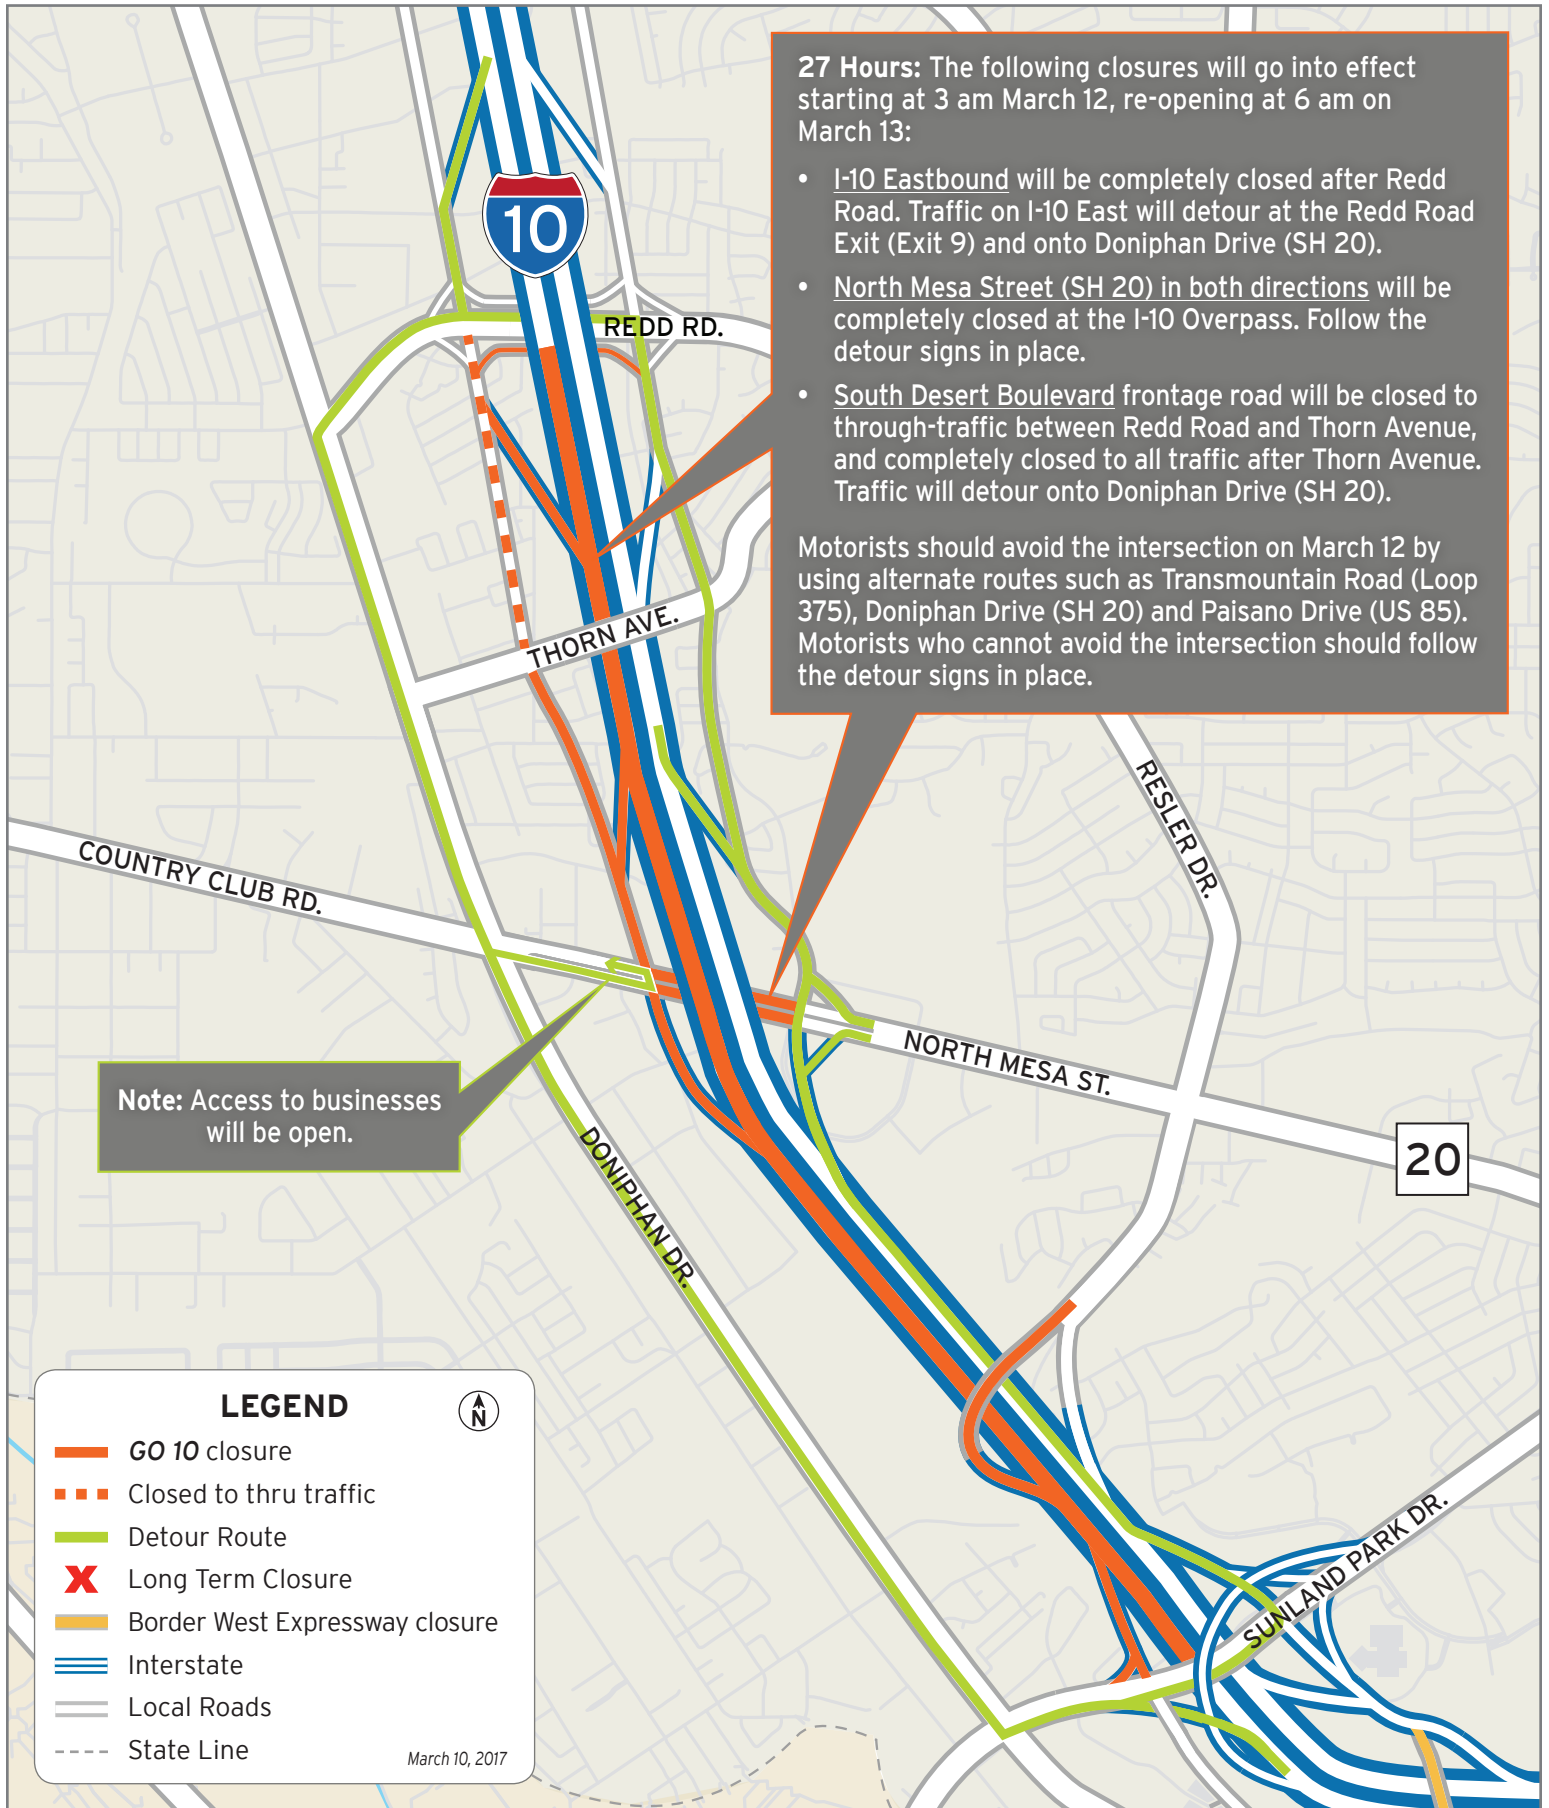 27 Hours: The following closures will go into effect
starting at 3 am March 12, re-opening at 6 am on
March 13:
• I-10 Eastbound will be completely closed after Redd
Road. Traffic on I-10 East will detour at the Redd Road
Exit (Exit 9) and onto Doniphan Drive (SH 20).
• North Mesa Street (SH 20) in both directions will be
completely closed at the I-10 Overpass. Follow the
detour signs in place.
• South Desert Boulevard frontage road will be closed to
through-traffic between Redd Road and Thorn Avenue,
and completely closed to all traffic after Thorn Avenue.
Traffic will detour onto Doniphan Drive (SH 20).
Motorists should avoid the intersection on March 12 by
using alternate routes such as Transmountain Road (Loop
375), Doniphan Drive (SH 20) and Paisano Drive (US 85).
Motorists who cannot avoid the intersection should follow
the detour signs in place.
10
REDD RD.
THORN AVE.
RESLER DR.
COUNTRY CLUB RD.
NORTH MESA ST.
20
Note: Access to businesses
will be open.
DONIPHAN DR.
SUNLAND PARK DR.
LEGEND
N
GO 10 closure
Closed to thru traffic
Detour Route
X Long Term Closure
Border West Expressway closure
Interstate
Local Roads
State Line
March 10, 2017